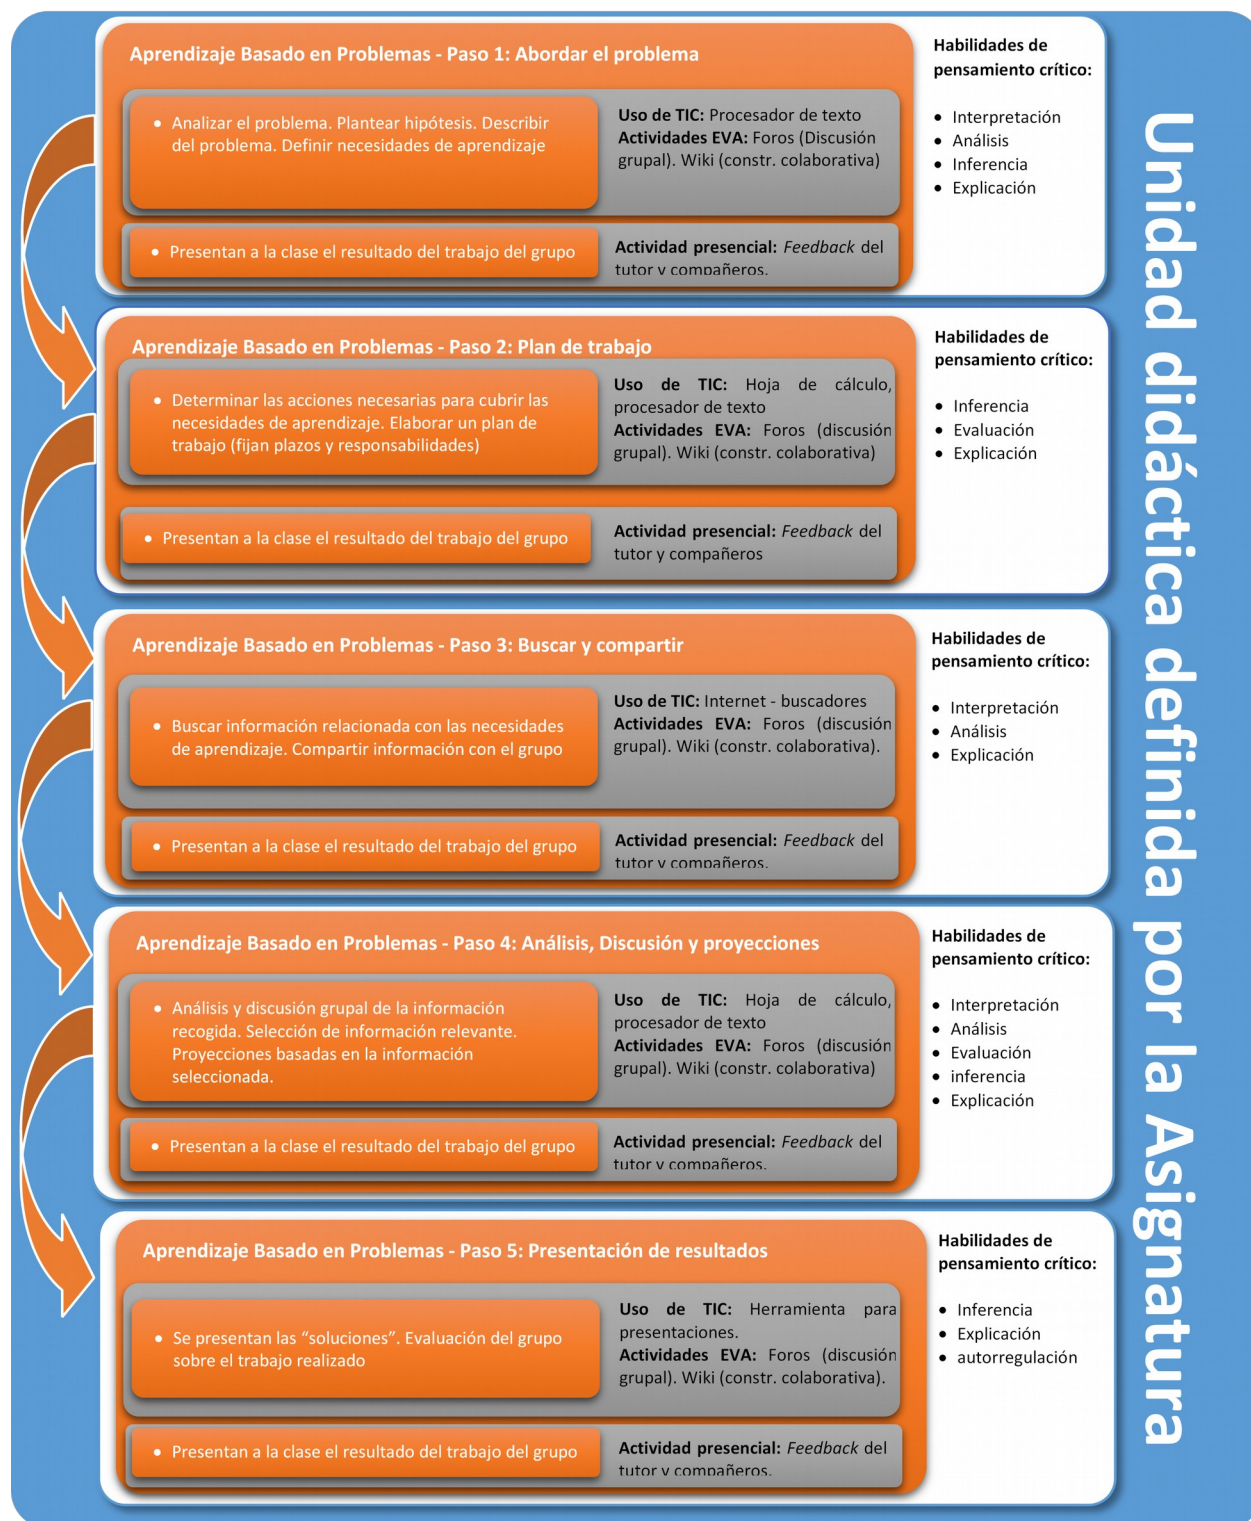 Aprendizaje Basado en Problemas - Paso 1: Abordar el problema
• Analizar el problema. Plantear hipótesis. Describir
del problema. Definir necesidades de aprendizaje
Uso de TIC: Procesador de texto
Actividades EVA: Foros (Discusión
grupal). Wiki (constr. colaborativa)
• Presentan a la clase el resultado del trabajo del grupo
Actividad presencial: Feedback del
tutor y compañeros.
Habilidades de
pensamiento crítico:
• Interpretación
• Análisis
• Inferencia
• Explicación
Aprendizaje Basado en Problemas - Paso 2: Plan de trabajo
• Determinar las acciones necesarias para cubrir las
necesidades de aprendizaje. Elaborar un plan de
trabajo (fijan plazos y responsabilidades)
Uso de TIC: Hoja de cálculo,
procesador de texto
Actividades EVA: Foros (discusión
grupal). Wiki (constr. colaborativa)
• Presentan a la clase el resultado del trabajo del grupo
Actividad presencial: Feedback del
tutor y compañeros
Habilidades de
pensamiento crítico:
• Inferencia
• Evaluación
• Explicación
Aprendizaje Basado en Problemas - Paso 3: Buscar y compartir
• Buscar información relacionada con las necesidades
de aprendizaje. Compartir información con el grupo
Uso de TIC: Internet - buscadores
Actividades EVA: Foros (discusión
grupal). Wiki (constr. colaborativa).
• Presentan a la clase el resultado del trabajo del grupo
Actividad presencial: Feedback del
tutor y compañeros.
Habilidades de
pensamiento crítico:
• Interpretación
• Análisis
• Explicación
Aprendizaje Basado en Problemas - Paso 4: Análisis, Discusión y proyecciones
• Análisis y discusión grupal de la información
recogida. Selección de información relevante.
Proyecciones basadas en la información
seleccionada.
Uso de TIC: Hoja de cálculo,
procesador de texto
Actividades EVA: Foros (discusión
grupal). Wiki (constr. colaborativa)
• Presentan a la clase el resultado del trabajo del grupo
Actividad presencial: Feedback del
tutor y compañeros.
Habilidades de
pensamiento crítico:
• Interpretación
• Análisis
• Evaluación
• inferencia
• Explicación
Aprendizaje Basado en Problemas - Paso 5: Presentación de resultados
• Se presentan las “soluciones”. Evaluación del grupo
sobre el trabajo realizado
Uso de TIC: Herramienta para
presentaciones.
Actividades EVA: Foros (discusión
grupal). Wiki (constr. colaborativa).
• Presentan a la clase el resultado del trabajo del grupo
Actividad presencial: Feedback del
tutor y compañeros.
Habilidades de
pensamiento crítico:
• Inferencia
• Explicación
• autorregulación
Unidad didáctica definida por la Asignatura